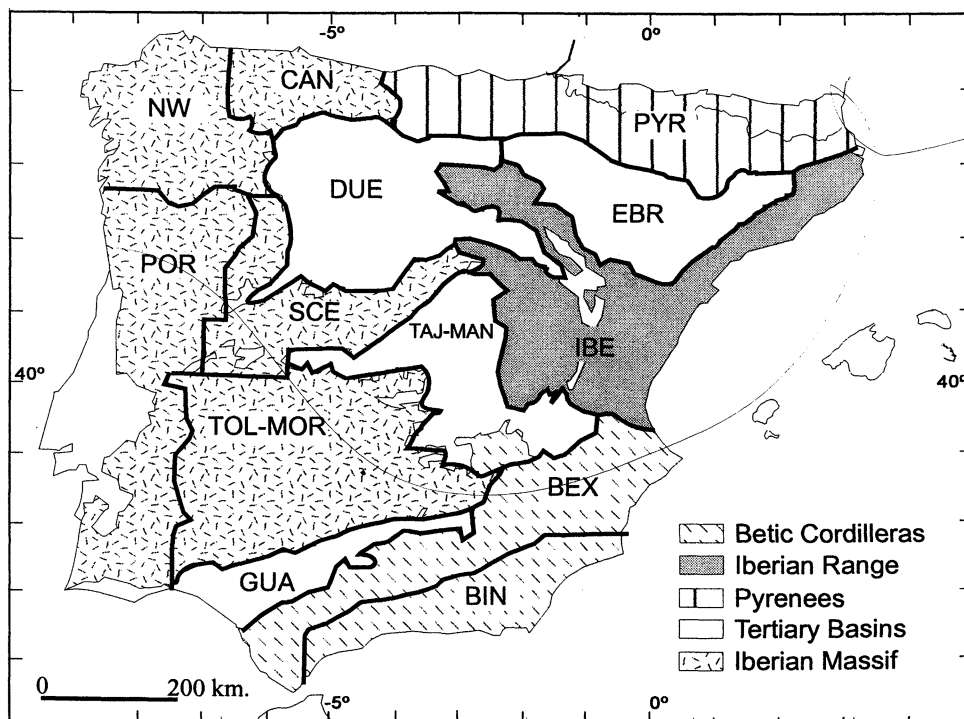 -5º 0º
CAN
NW
PYR
DUE
EBR
POR
SCE
TAJ-MAN
IBE
40º 40º
TOL-MOR
BEX
GUA
BIN
Betic Cordilleras
Iberian Range
Pyrenees
Tertiary Basins
Iberian Massif
0 200 km.
-5º 0º